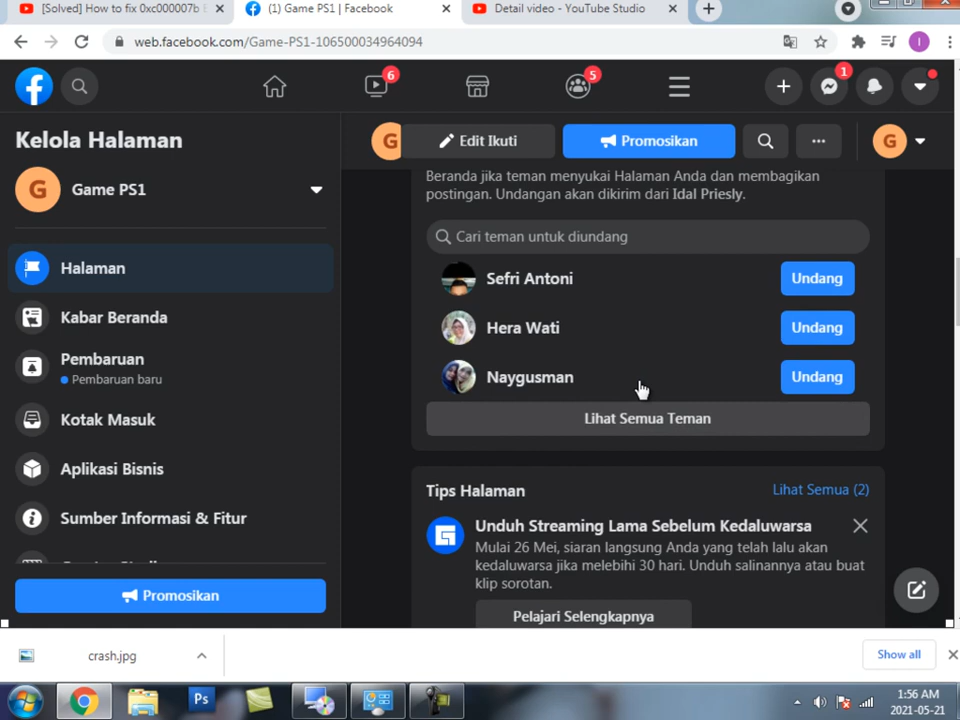 [Solved] How to fix 0xc000007b E
(1) Game PS1 | Facebook
Detail video - YouTube Studio
web.facebook.com/Game-PS1-106500034964094
I
6
5
1
Kelola Halaman
G
Game PS1
Halaman
Kabar Beranda
Pembaruan
Pembaruan baru
Kotak Masuk
Aplikasi Bisnis
Sumber Informasi & Fitur
Promosikan
G
Edit Ikuti
Promosikan
G
Beranda jika teman menyukai Halaman Anda dan membagikan
postingan. Undangan akan dikirim dari Idal Priesly.
Cari teman untuk diundang
Sefri Antoni
Undang
Hera Wati
Undang
Naygusman
Undang
Lihat Semua Teman
Tips Halaman
Lihat Semua (2)
Unduh Streaming Lama Sebelum Kedaluwarsa
Mulai 26 Mei, siaran langsung Anda yang telah lalu akan
kedaluwarsa jika melebihi 30 hari. Unduh salinannya atau buat
klip sorotan.
Pelajari Selengkapnya
crash.jpg
Show all
Ps
1:56 AM
2021-05-21